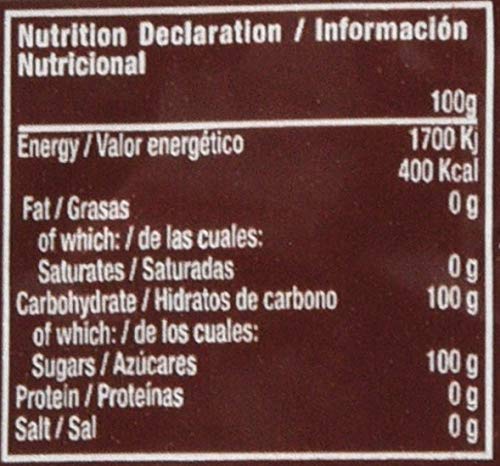 Nutrition Declaration / Información
Nutricional
100g
Energy / Valor energético 1700 Kj
400 Kcal
Fat / Grasas 0 g
of which: / de las cuales:
Saturates / Saturadas 0 g
Carbohydrate / Hidratos de carbono 100 g
of which: / de los cuales:
Sugars / Azúcares 100 g
Protein / Proteínas 0 g
Salt / Sal 0 g